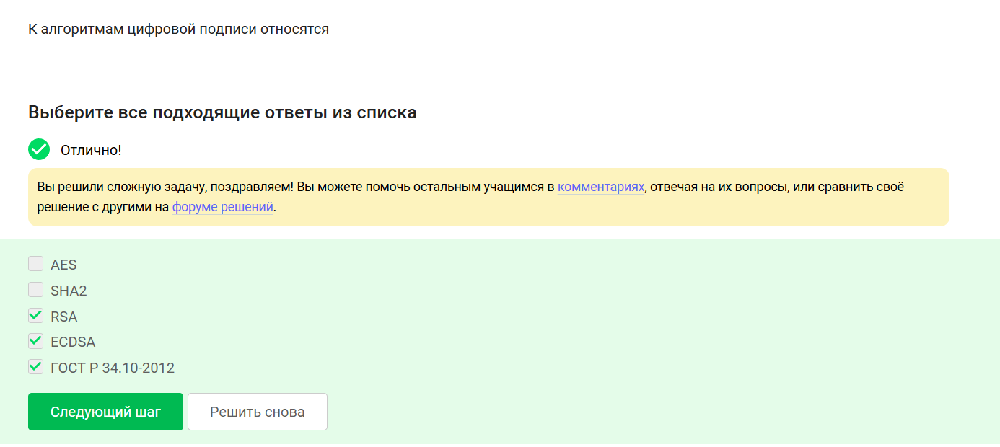 К алгоритмам цифровой подписи относятся
Выберите все подходящие ответы из списка
Отлично!
Вы решили сложную задачу, поздравляем! Вы можете помочь остальным учащимся в комментариях, отвечая на их вопросы, или сравнить своё
решение с другими на форуме решений.
AES
SHA2
RSA
ECDSA
ГОСТ Р 34.10-2012
Следующий шаг
Решить снова